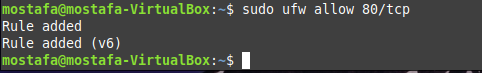 mostafa@mostafa-VirtualBox:~$ sudo ufw allow 80/tcp
Rule added
Rule added (v6)
mostafa@mostafa-VirtualBox:~$